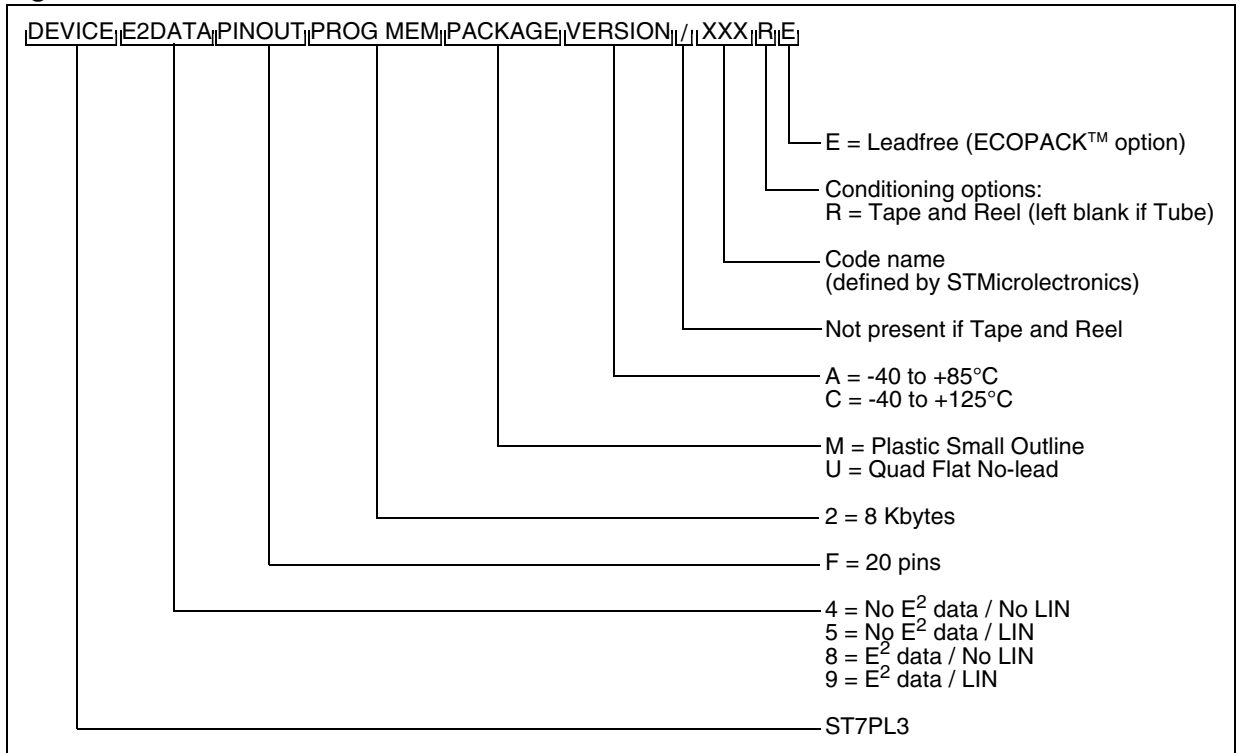 DEVICE E2DATA PINOUT PROG MEM PACKAGE VERSION / XXX R E
E = Leadfree (ECOPACK™ option)
Conditioning options:
R = Tape and Reel (left blank if Tube)
Code name
(defined by STMicrolectronics)
Not present if Tape and Reel
A = -40 to +85°C
C = -40 to +125°C
M = Plastic Small Outline
U = Quad Flat No-lead
2 = 8 Kbytes
F = 20 pins
4 = No E² data / No LIN
5 = No E² data / LIN
8 = E² data / No LIN
9 = E² data / LIN
ST7PL3